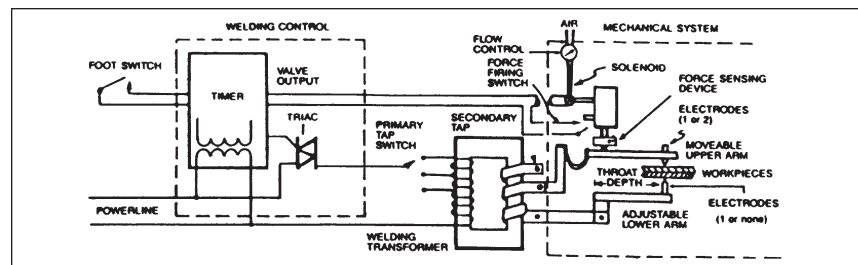 WELDING CONTROL
AIR
MECHANICAL SYSTEM
FLOW
CONTROL
FOOT SWITCH
VALVE
OUTPUT
FORCE
FIRING
SWITCH
SOLENOID
FORCE SENSING
DEVICE
TIMER
TRIAC
PRIMARY
TAP
SWITCH
SECONDARY
TAP
ELECTRODES
(1 or 2)
MOVEABLE
UPPER ARM
THROAT
DEPTH
WORKPIECES
POWERLINE
WELDING
TRANSFORMER
ADJUSTABLE
LOWER ARM
ELECTRODES
(1 or none)